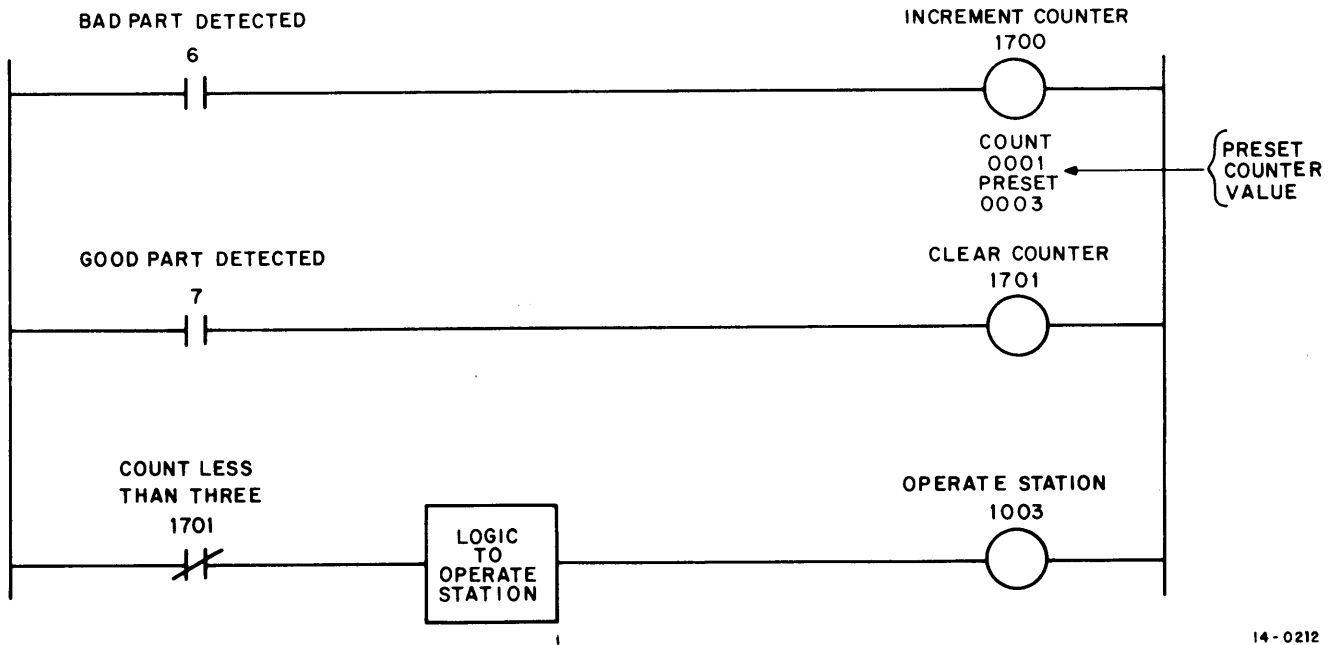 BAD PART DETECTED
6
INCREMENT COUNTER
1700
COUNT
0001
PRESET
0003
PRESET
COUNTER
VALUE
GOOD PART DETECTED
7
CLEAR COUNTER
1701
COUNT LESS
THAN THREE
1701
LOGIC
TO
OPERATE
STATION
OPERATE STATION
1003
14-0212